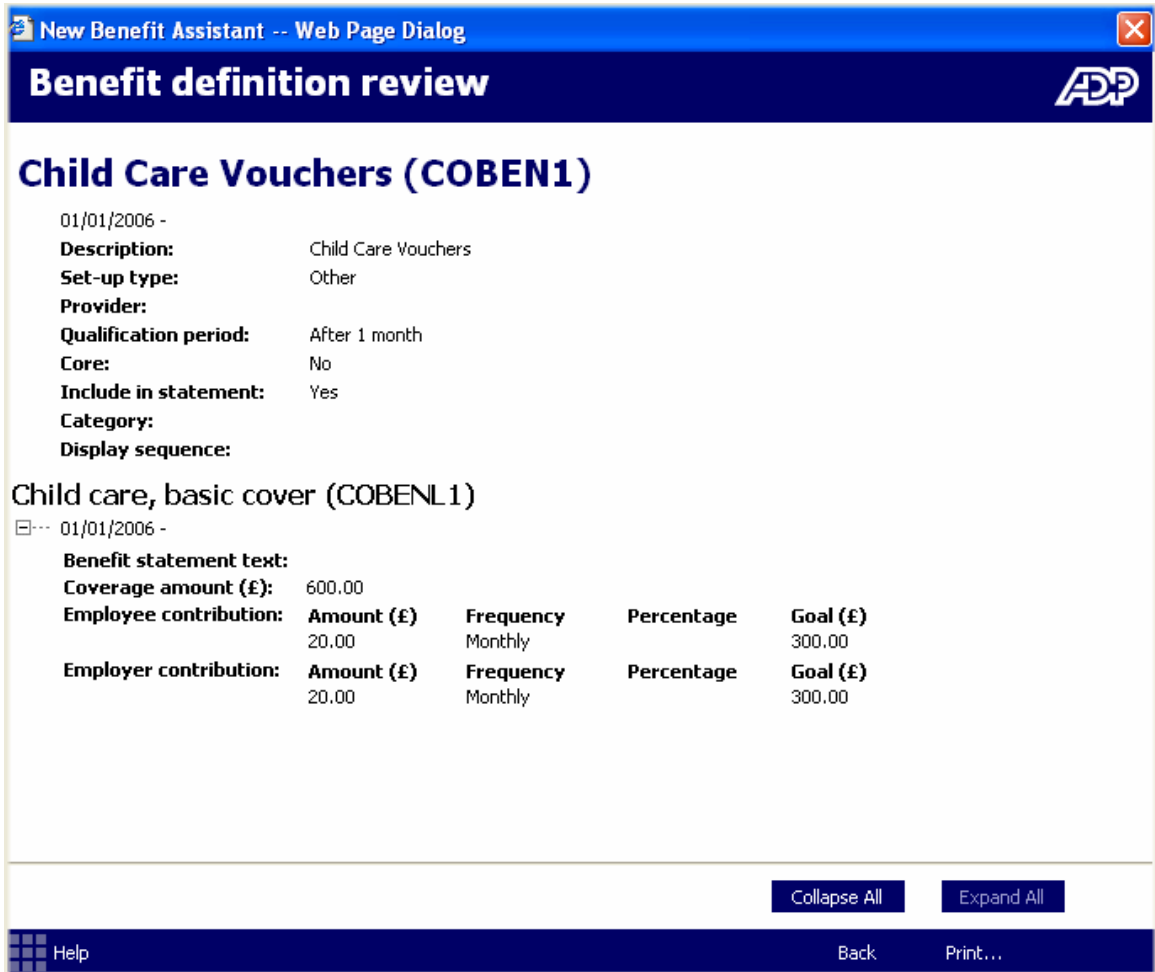 New Benefit Assistant -- Web Page Dialog
Benefit definition review
ADP
Child Care Vouchers (COBEN1)
01/01/2006 -
Description: Child Care Vouchers
Set-up type: Other
Provider:
Qualification period: After 1 month
Core: No
Include in statement: Yes
Category:
Display sequence:
Child care, basic cover (COBENL1)
01/01/2006 -
Benefit statement text:
Coverage amount (£): 600.00
Employee contribution: Amount (£) Frequency Percentage Goal (£)
20.00 Monthly 300.00
Employer contribution: Amount (£) Frequency Percentage Goal (£)
20.00 Monthly 300.00
Collapse All Expand All
Help Back Print...